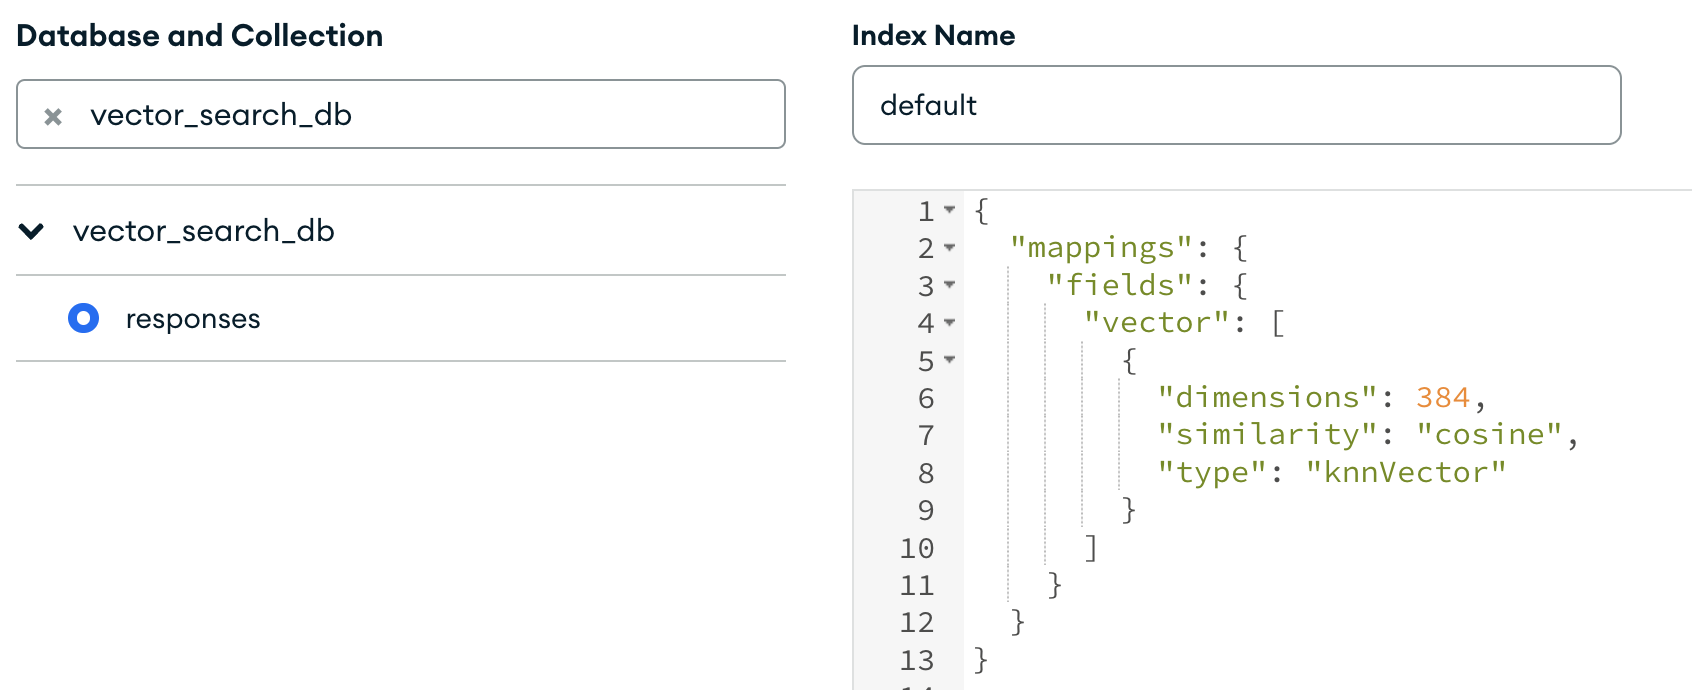 Database and Collection
vector_search_db
vector_search_db
responses
Index Name
default
1 {
2 "mappings": {
3 "fields": {
4 "vector": [
5 {
6 "dimensions": 384,
7 "similarity": "cosine",
8 "type": "knnVector"
9 }
10 ]
11 }
12 }
13 }